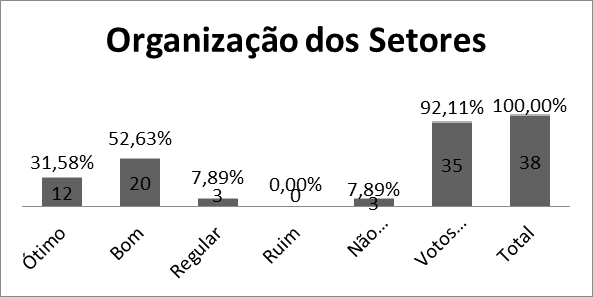 Organização dos Setores
31,58% 52,63% 7,89% 0,00% 7,89% 92,11% 100,00%
12 20 3 0 3 35 38
Ótimo Bom Regular Ruim Não... Votos... Total